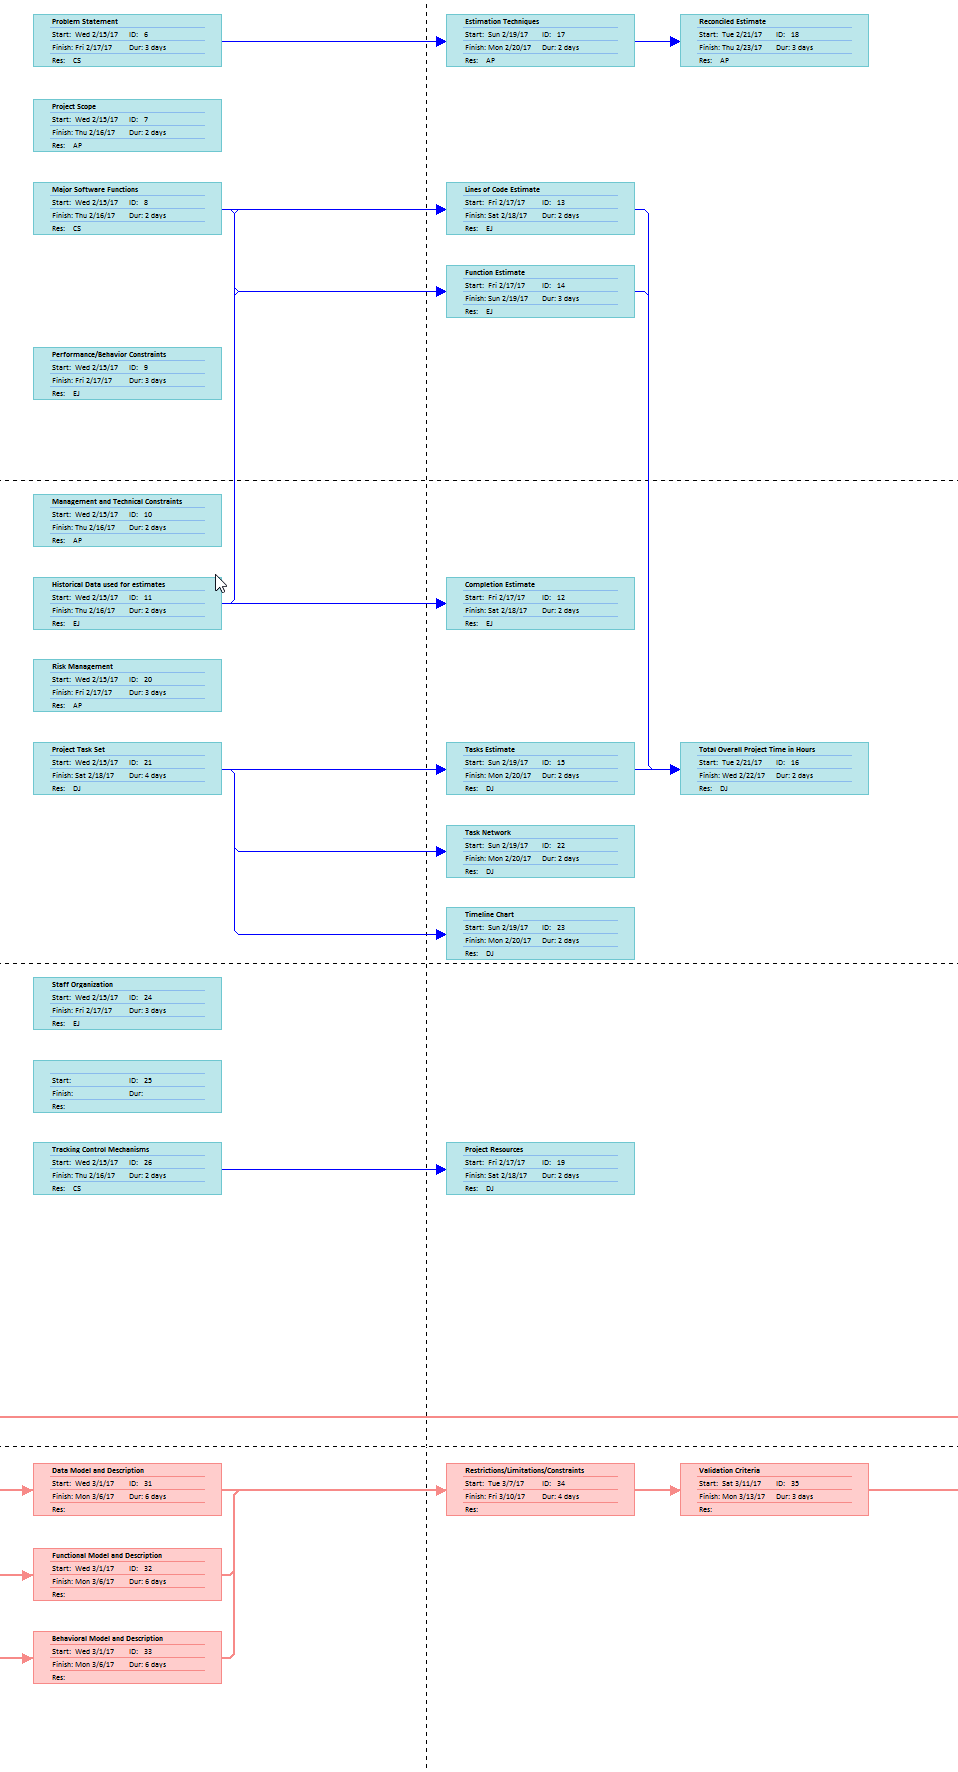 Problem Statement
Start: Wed 2/15/17 ID: 6
Finish: Fri 2/17/17 Dur: 3 days
Res: CS
Estimation Techniques
Start: Sun 2/19/17 ID: 17
Finish: Mon 2/20/17 Dur: 2 days
Res: AP
Reconciled Estimate
Start: Tue 2/21/17 ID: 18
Finish: Thu 2/23/17 Dur: 3 days
Res: AP
Project Scope
Start: Wed 2/15/17 ID: 7
Finish: Thu 2/16/17 Dur: 2 days
Res: AP
Major Software Functions
Start: Wed 2/15/17 ID: 8
Finish: Thu 2/16/17 Dur: 2 days
Res: CS
Lines of Code Estimate
Start: Fri 2/17/17 ID: 13
Finish: Sat 2/18/17 Dur: 2 days
Res: EJ
Function Estimate
Start: Fri 2/17/17 ID: 14
Finish: Sun 2/19/17 Dur: 3 days
Res: EJ
Performance/Behavior Constraints
Start: Wed 2/15/17 ID: 9
Finish: Fri 2/17/17 Dur: 3 days
Res: EJ
Management and Technical Constraints
Start: Wed 2/15/17 ID: 10
Finish: Thu 2/16/17 Dur: 2 days
Res: AP
Historical Data used for estimates
Start: Wed 2/15/17 ID: 11
Finish: Thu 2/16/17 Dur: 2 days
Res: EJ
Completion Estimate
Start: Fri 2/17/17 ID: 12
Finish: Sat 2/18/17 Dur: 2 days
Res: EJ
Risk Management
Start: Wed 2/15/17 ID: 20
Finish: Fri 2/17/17 Dur: 3 days
Res: AP
Project Task Set
Start: Wed 2/15/17 ID: 21
Finish: Sat 2/18/17 Dur: 4 days
Res: DJ
Tasks Estimate
Start: Sun 2/19/17 ID: 15
Finish: Mon 2/20/17 Dur: 2 days
Res: DJ
Total Overall Project Time in Hours
Start: Tue 2/21/17 ID: 16
Finish: Wed 2/22/17 Dur: 2 days
Res: DJ
Task Network
Start: Sun 2/19/17 ID: 22
Finish: Mon 2/20/17 Dur: 2 days
Res: DJ
Timeline Chart
Start: Sun 2/19/17 ID: 23
Finish: Mon 2/20/17 Dur: 2 days
Res: DJ
Staff Organization
Start: Wed 2/15/17 ID: 24
Finish: Fri 2/17/17 Dur: 3 days
Res: EJ
Start: ID: 25
Finish: Dur:
Res:
Tracking Control Mechanisms
Start: Wed 2/15/17 ID: 26
Finish: Thu 2/16/17 Dur: 2 days
Res: CS
Project Resources
Start: Fri 2/17/17 ID: 19
Finish: Sat 2/18/17 Dur: 2 days
Res: DJ
Data Model and Description
Start: Wed 3/1/17 ID: 31
Finish: Mon 3/6/17 Dur: 6 days
Res:
Restrictions/Limitations/Constraints
Start: Tue 3/7/17 ID: 34
Finish: Fri 3/10/17 Dur: 4 days
Res:
Validation Criteria
Start: Sat 3/11/17 ID: 35
Finish: Mon 3/13/17 Dur: 3 days
Res:
Functional Model and Description
Start: Wed 3/1/17 ID: 32
Finish: Mon 3/6/17 Dur: 6 days
Res:
Behavioral Model and Description
Start: Wed 3/1/17 ID: 33
Finish: Mon 3/6/17 Dur: 6 days
Res: